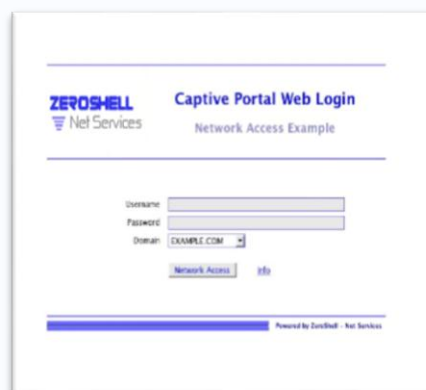 ZEROSHELL
Net Services
Captive Portal Web Login
Network Access Example
Username
Password
Domain EXAMPLE.COM
Network Access info
Powered by ZeroShell - Net Services